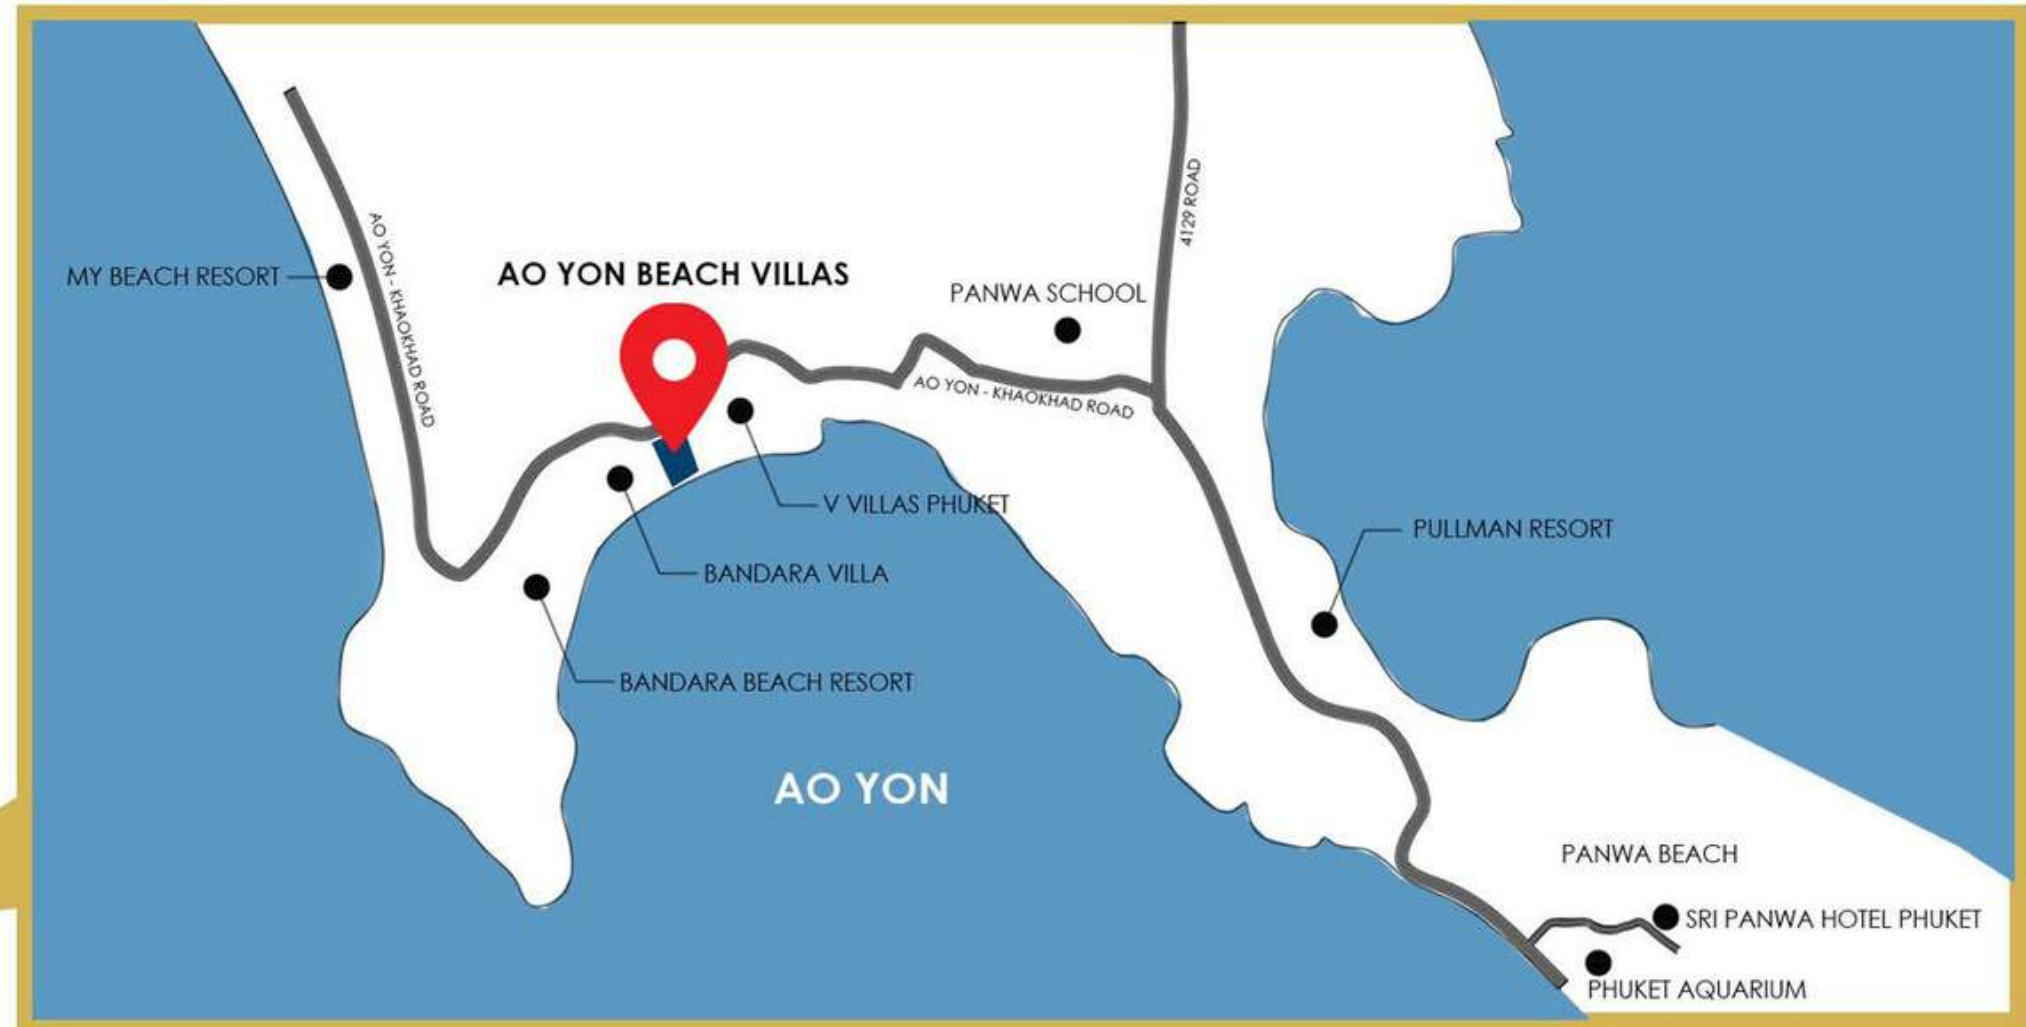 4129 ROAD
AO YON - KHAOKHAD ROAD
MY BEACH RESORT
AO YON BEACH VILLAS
PANWA SCHOOL
AO YON - KHAOKHAD ROAD
V VILLAS PHUKET
PULLMAN RESORT
BANDARA VILLA
BANDARA BEACH RESORT
AO YON
PANWA BEACH
SRI PANWA HOTEL PHUKET
PHUKET AQUARIUM